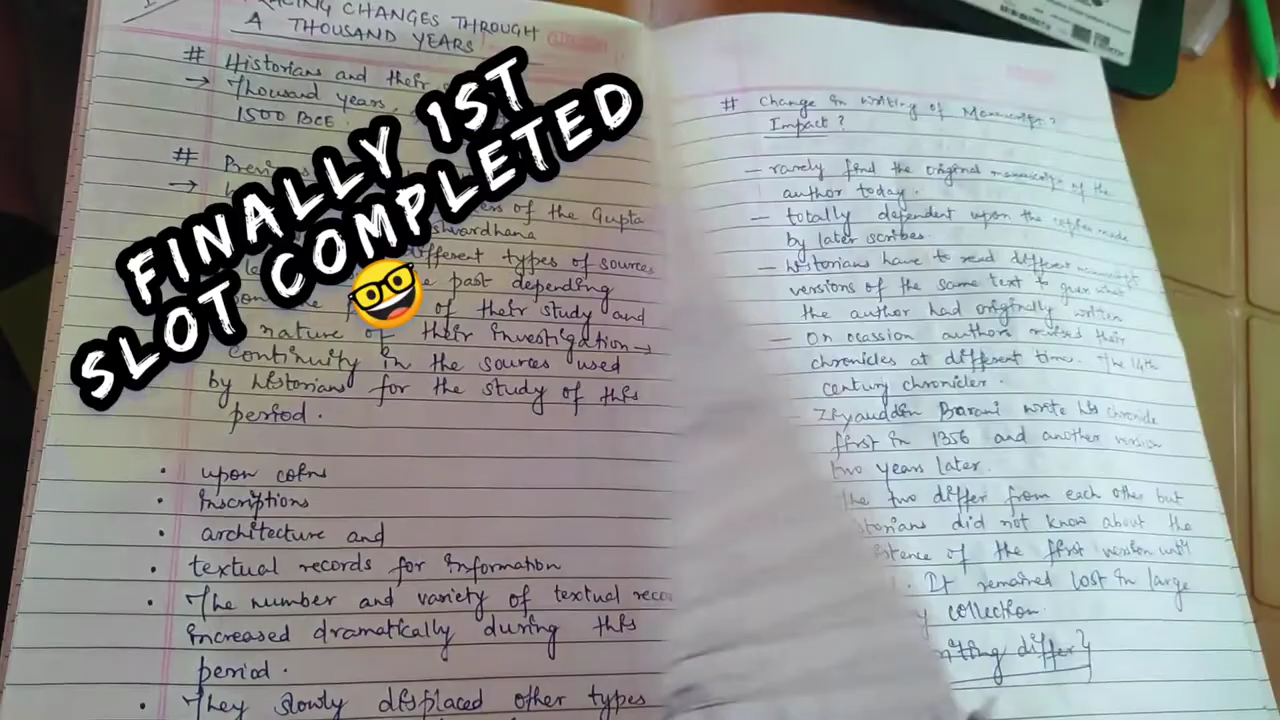 TRACING CHANGES THROUGH
A THOUSAND YEARS
# Historians and their
→ Thousand years,
1500 BCE.
#
→
of the Gupta
different types of sources
past depending
of their study and
nature of their investigation →
continuity in the sources used
by historians for the study of this
period.
• upon coins
• inscriptions
• architecture and
• textual records for information
• The number and variety of textual reco
increased dramatically during this
period.
• They slowly displaced other types
FINALLY 1ST
SLOT COMPLETED
# Change in writing of Manuscript?
Impact?
– rarely find the original manuscript of the
author today.
– totally dependent upon the copies made
by later scribes.
– historians have to read different manuscript
versions of the same text to guess what
the author had originally written
– On ocassion authors revised their
chronicles at different time. The 14th
century chronicler.
Ziyauddin Barani write his chronicle
first in 1356 and another version
two years later.
the two differ from each other but
did not know about the
of the first version until
It remained lost in large
collection.
differ?